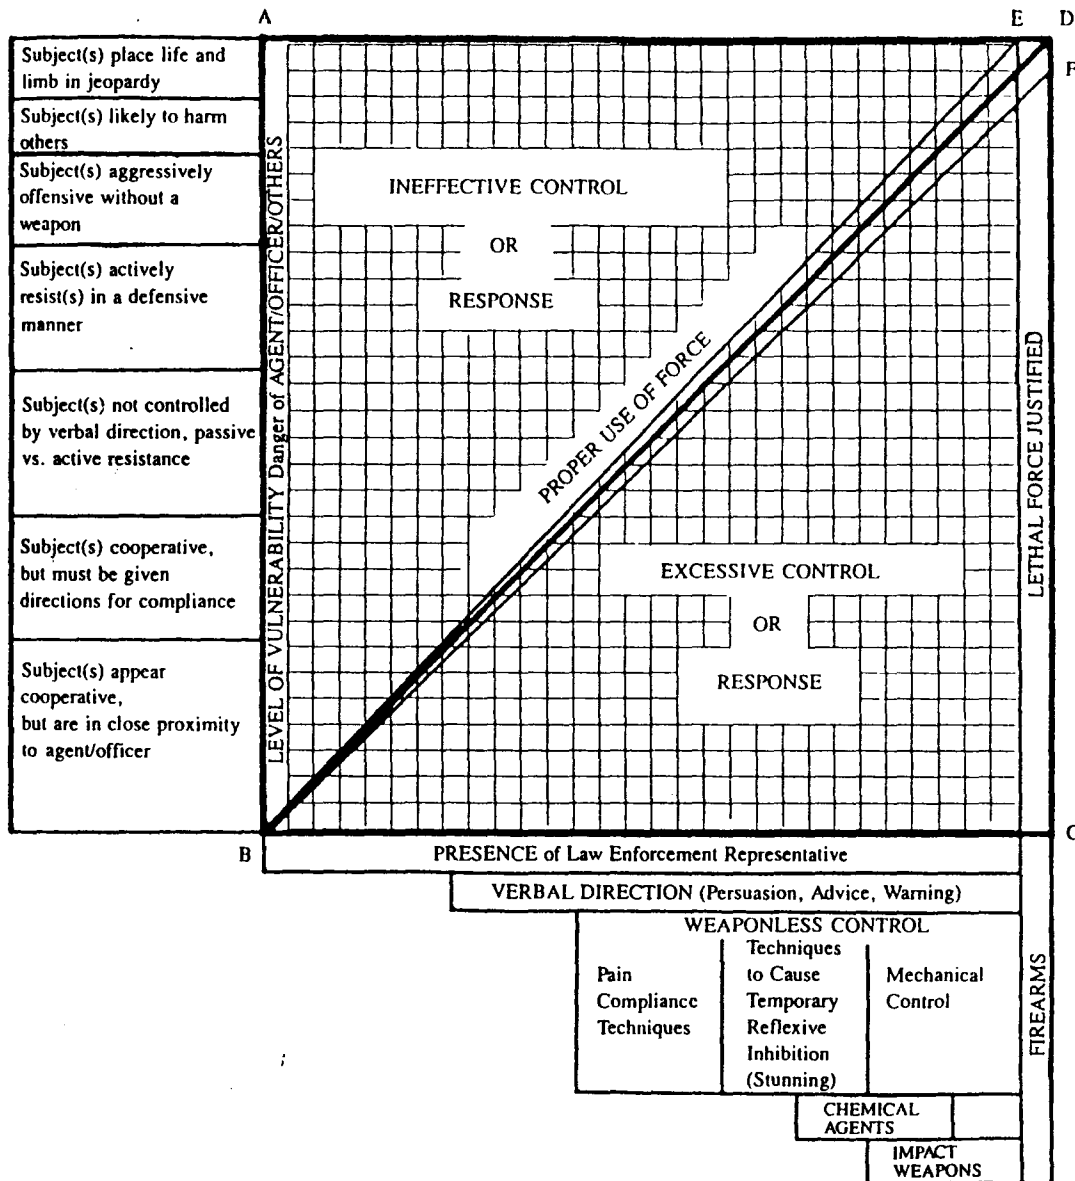 A
E
D
Subject(s) place life and
limb in jeopardy
F
Subject(s) likely to harm
others
Subject(s) aggressively
offensive without a
weapon
Subject(s) actively
resist(s) in a defensive
manner
Subject(s) not controlled
by verbal direction, passive
vs. active resistance
Subject(s) cooperative,
but must be given
directions for compliance
Subject(s) appear
cooperative,
but are in close proximity
to agent/officer
LEVEL OF VULNERABILITY Danger of AGENT/OFFICER/OTHERS
INEFFECTIVE CONTROL
OR
RESPONSE
PROPER USE OF FORCE
EXCESSIVE CONTROL
OR
RESPONSE
LETHAL FORCE JUSTIFIED
B
C
PRESENCE of Law Enforcement Representative
VERBAL DIRECTION (Persuasion, Advice, Warning)
WEAPONLESS CONTROL
Pain
Compliance
Techniques
Techniques
to Cause
Temporary
Reflexive
Inhibition
(Stunning)
Mechanical
Control
FIREARMS
CHEMICAL
AGENTS
IMPACT
WEAPONS